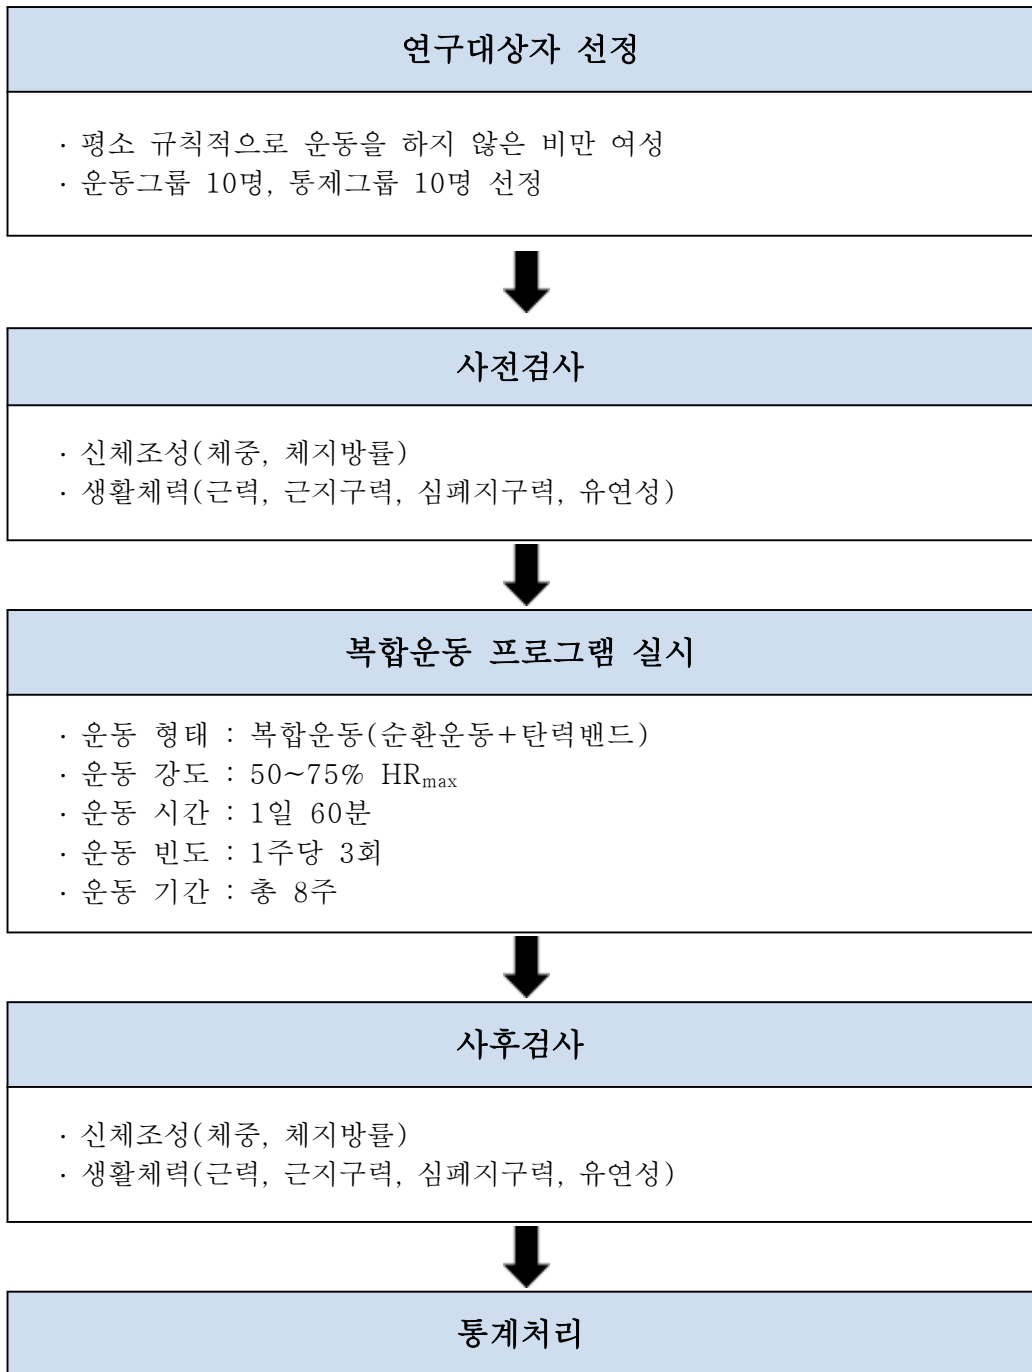 연구대상자 선정
· 평소 규칙적으로 운동을 하지 않은 비만 여성
· 운동그룹 10명, 통제그룹 10명 선정
사전검사
· 신체조성(체중, 체지방률)
· 생활체력(근력, 근지구력, 심폐지구력, 유연성)
복합운동 프로그램 실시
· 운동 형태 : 복합운동(순환운동+탄력밴드)
· 운동 강도 : 50~75% HRmax
· 운동 시간 : 1일 60분
· 운동 빈도 : 1주당 3회
· 운동 기간 : 총 8주
사후검사
· 신체조성(체중, 체지방률)
· 생활체력(근력, 근지구력, 심폐지구력, 유연성)
통계처리